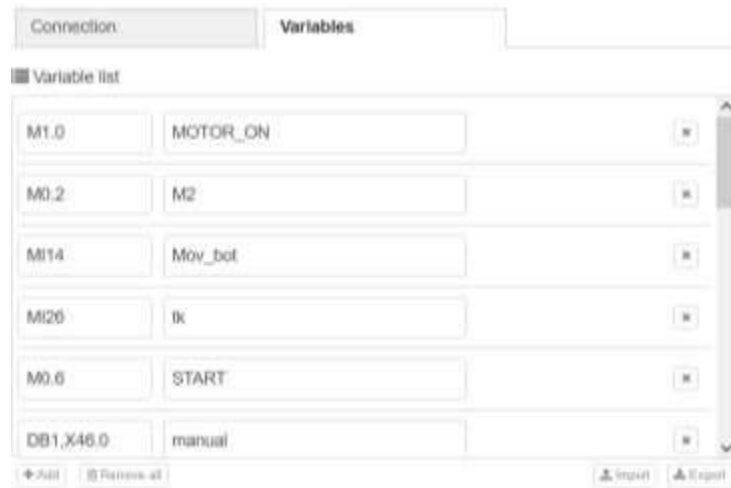 Connection Variables
Variable list
M1.0 MOTOR_ON
M0.2 M2
MI14 Mov_bot
MI26 tk
M0.6 START
DB1,X46.0 manual
Add Remove all Import Export